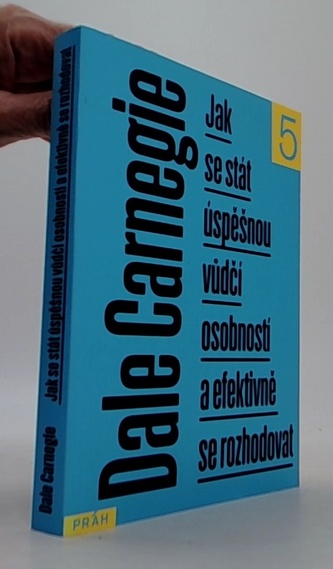 Dale Carnegie
Jak
se stát
úspěšnou
vůdčí
osobností
a efektivně
se rozhodovat
5
PRÁH
Dale Carnegie Jak se stát úspěšnou vůdčí osobností a efektivně se rozhodovat